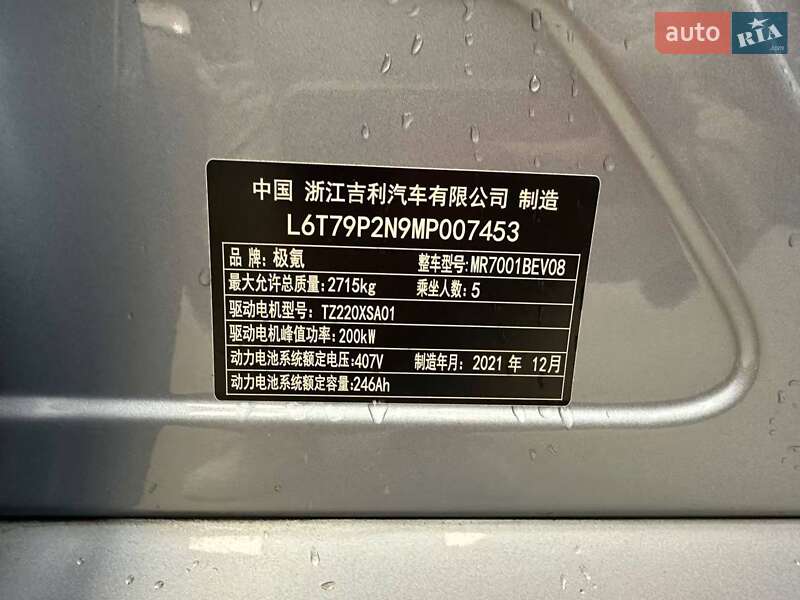 auto RIA .com
中国 浙江吉利汽车有限公司 制造
L6T79P2N9MP007453
品 牌: 极氪 整车型号: MR7001BEV08
最大允许总质量: 2715kg 乘坐人数: 5
驱动电机型号: TZ220XSA01
驱动电机峰值功率: 200kW
动力电池系统额定电压: 407V 制造年月: 2021 年 12月
动力电池系统额定容量: 246Ah